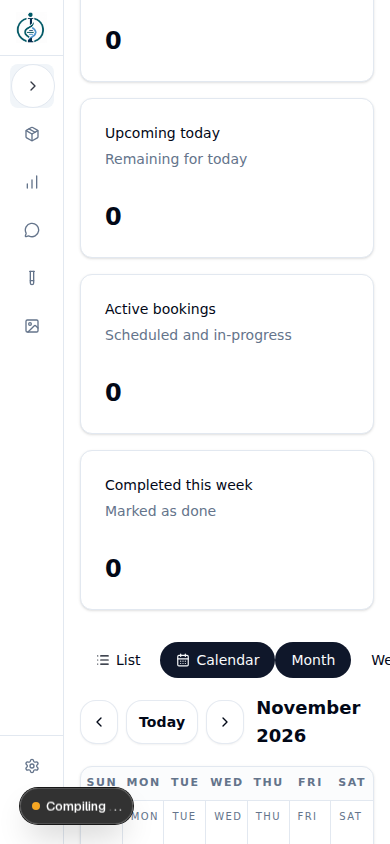 0
Upcoming today
Remaining for today
0
Active bookings
Scheduled and in-progress
0
Completed this week
Marked as done
0
List Calendar Month We
Today November
2026
SUN MON TUE WED THU FRI SAT
MON TUE WED THU FRI SAT
Compiling ...